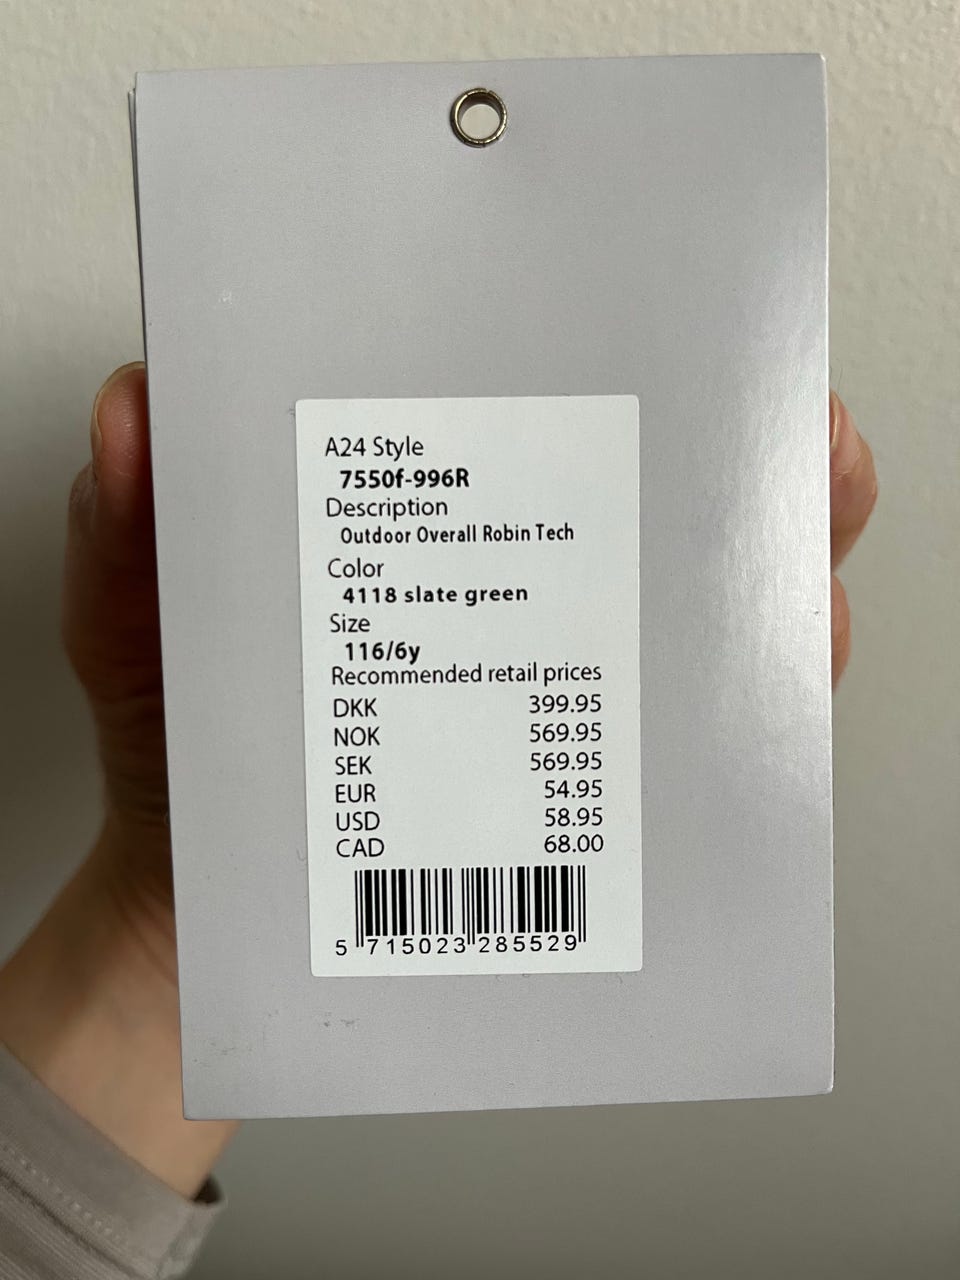 A24 Style
7550f-996R
Description
Outdoor Overall Robin Tech
Color
4118 slate green
Size
116/6y
Recommended retail prices
DKK 399.95
NOK 569.95
SEK 569.95
EUR 54.95
USD 58.95
CAD 68.00
5 715023 285529